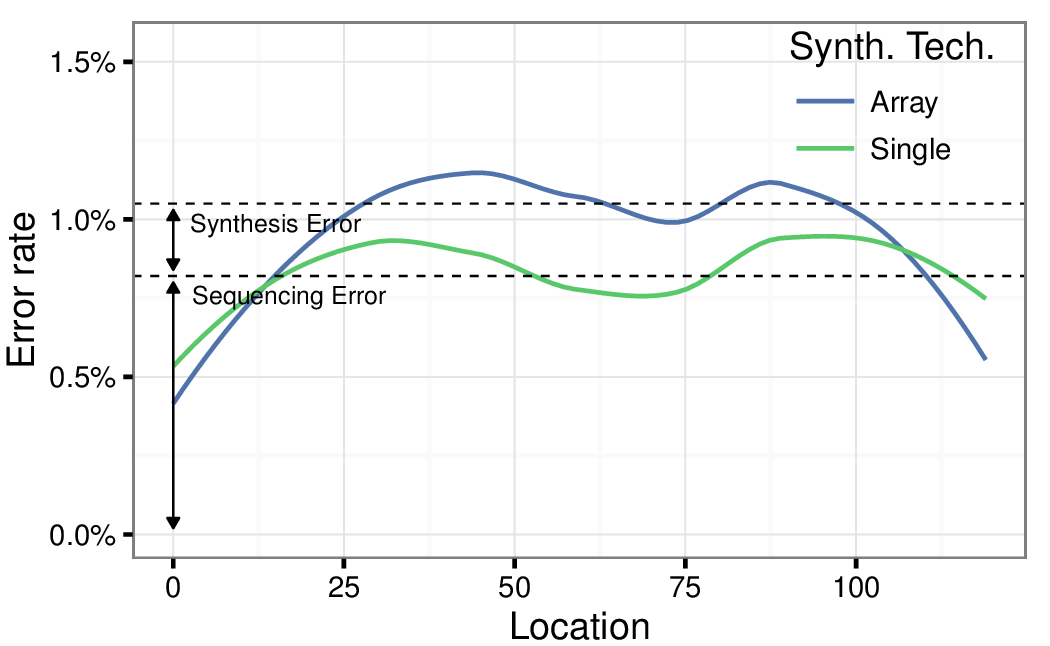 Synth. Tech.
Array
Single
1.5%
1.0%
0.5%
0.0%
Error rate
Synthesis Error
Sequencing Error
0
25
50
75
100
Location